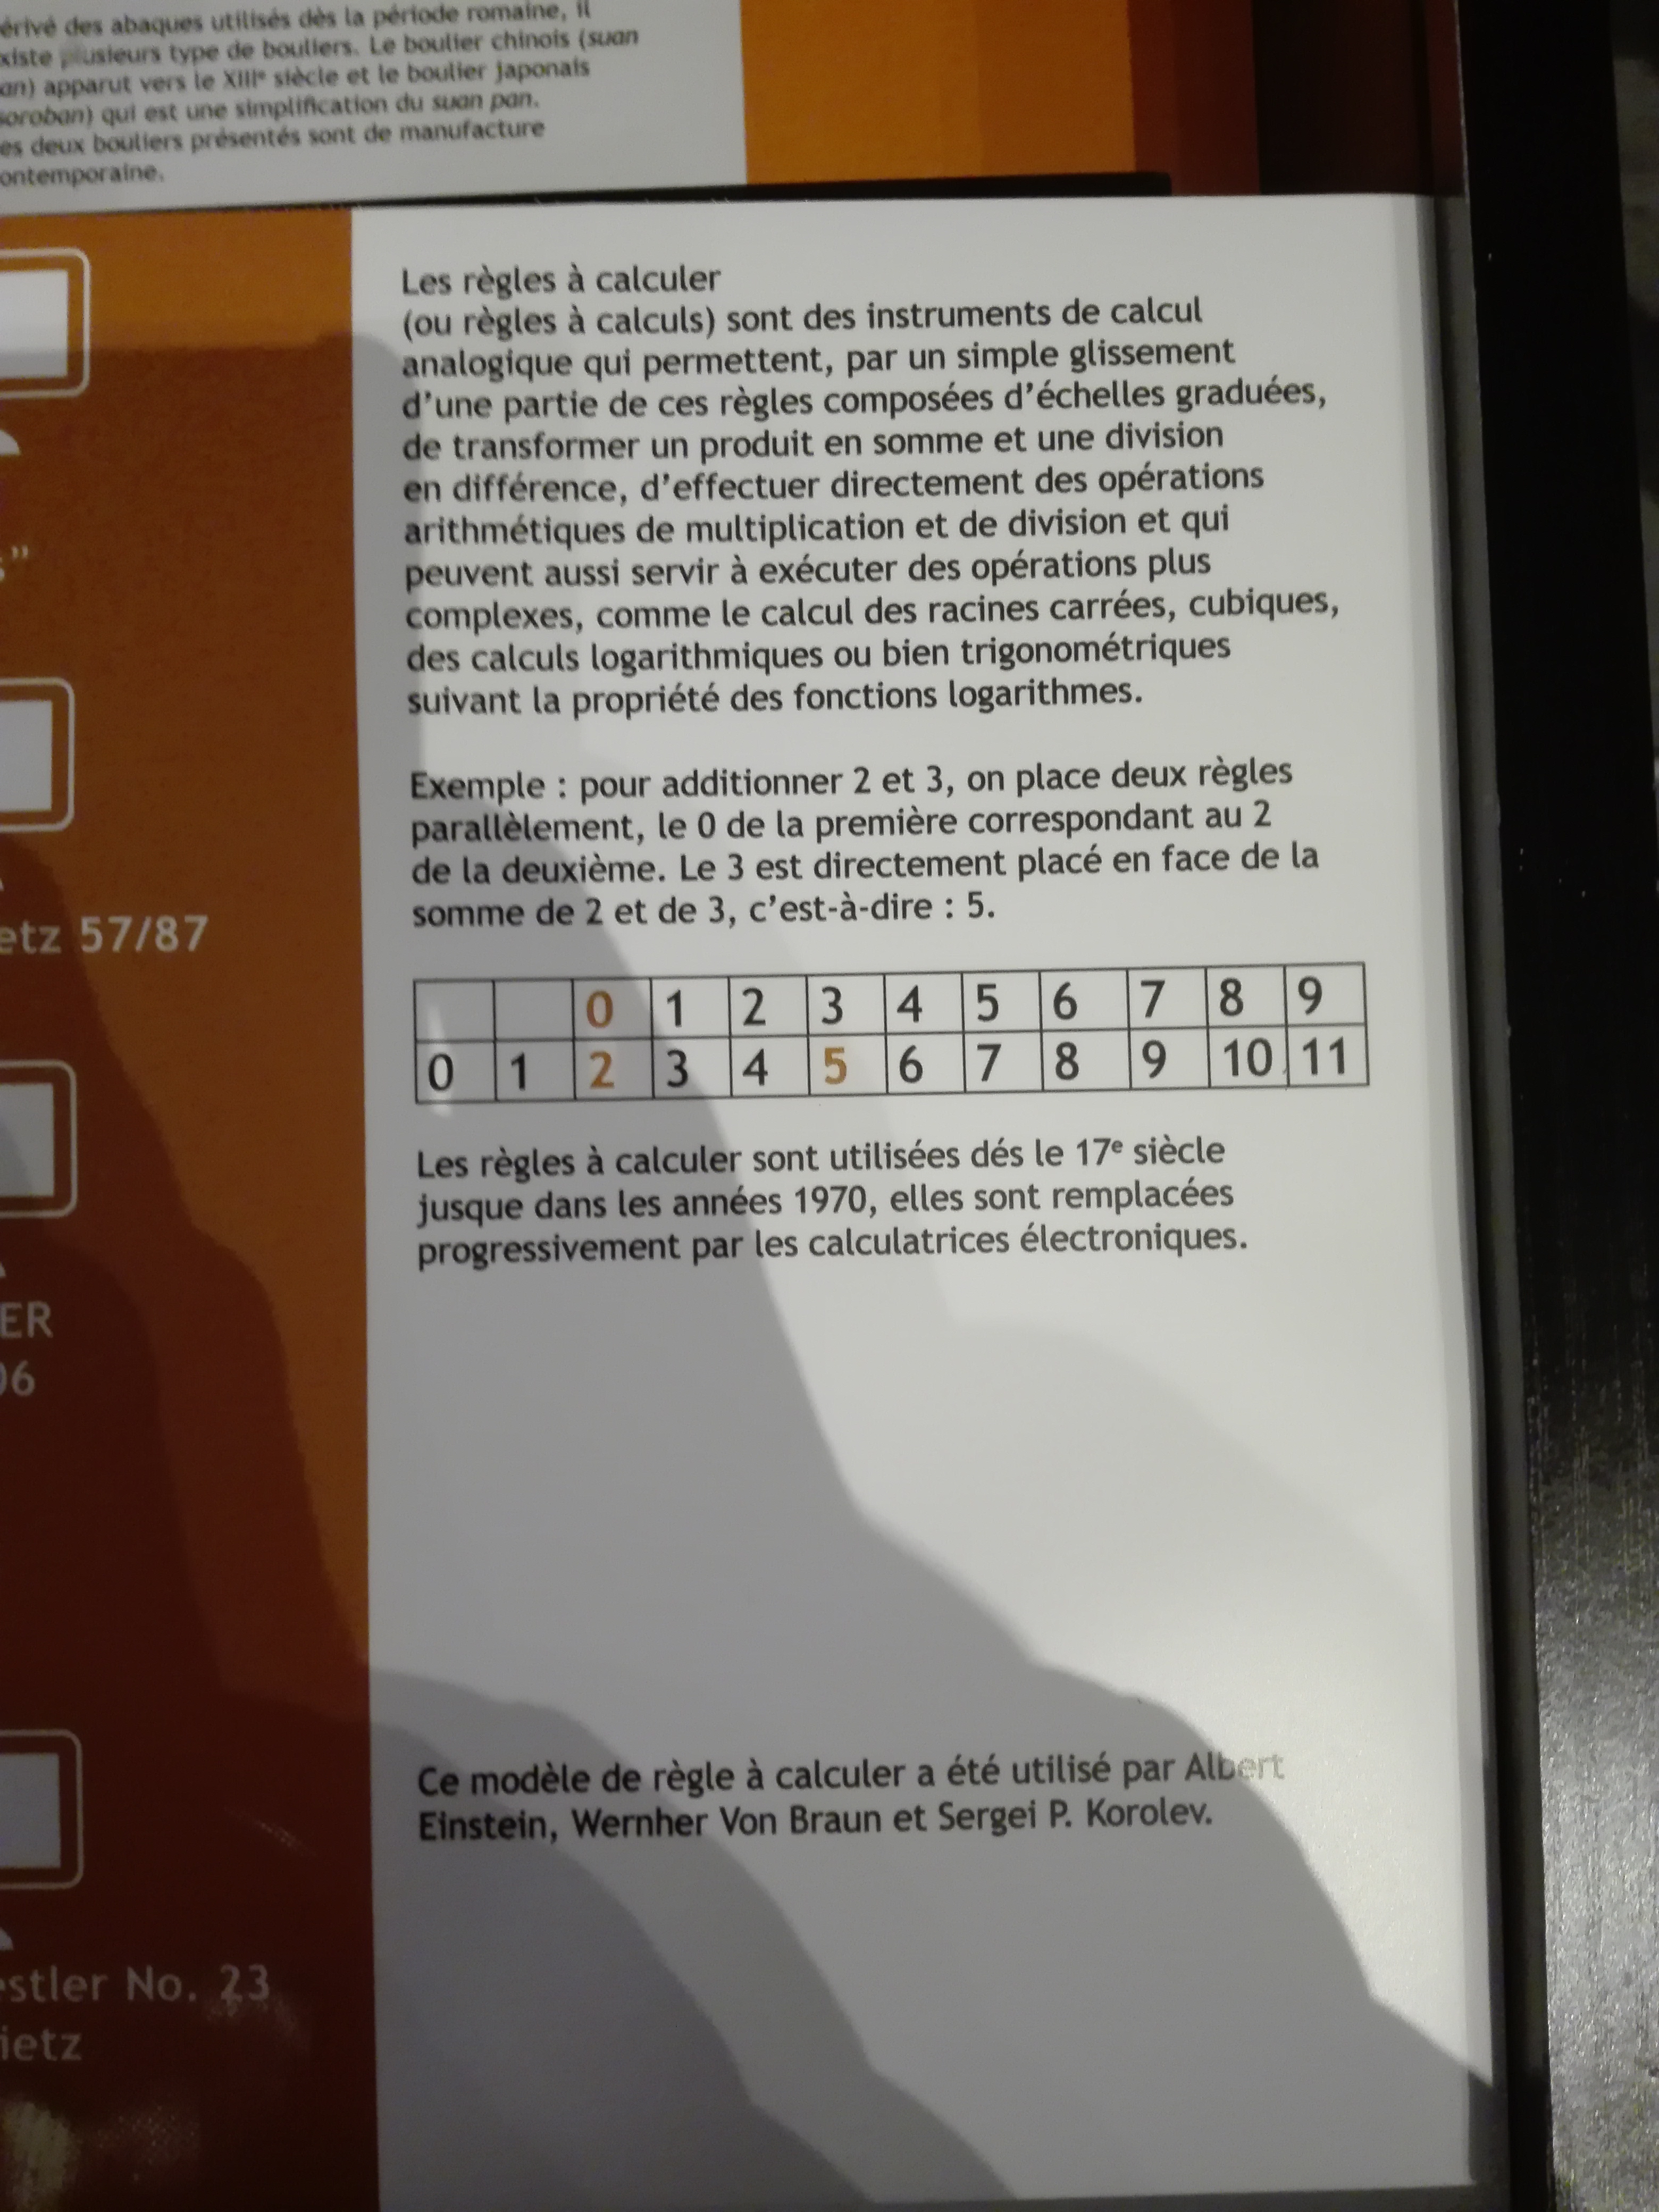 érivé des abaques utilisés dès la période romaine, il
xiste plusieurs type de bouliers. Le boulier chinois (suan
an) apparut vers le XIIIe siècle et le boulier japonais
soroban) qui est une simplification du suan pan.
es deux bouliers présentés sont de manufacture
ontemporaine.
Les règles à calculer
(ou règles à calculs) sont des instruments de calcul
analogique qui permettent, par un simple glissement
d'une partie de ces règles composées d'échelles graduées,
de transformer un produit en somme et une division
en différence, d'effectuer directement des opérations
arithmétiques de multiplication et de division et qui
peuvent aussi servir à exécuter des opérations plus
complexes, comme le calcul des racines carrées, cubiques,
des calculs logarithmiques ou bien trigonométriques
suivant la propriété des fonctions logarithmes.
Exemple : pour additionner 2 et 3, on place deux règles
parallèlement, le 0 de la première correspondant au 2
de la deuxième. Le 3 est directement placé en face de la
somme de 2 et de 3, c'est-à-dire : 5.
0 1 2 3 4 5 6 7 8 9
0 1 2 3 4 5 6 7 8 9 10 11
Les règles à calculer sont utilisées dés le 17e siècle
jusque dans les années 1970, elles sont remplacées
progressivement par les calculatrices électroniques.
Ce modèle de règle à calculer a été utilisé par Albert
Einstein, Wernher Von Braun et Sergei P. Korolev.
s"
etz 57/87
ER
06
estler No. 23
ietz